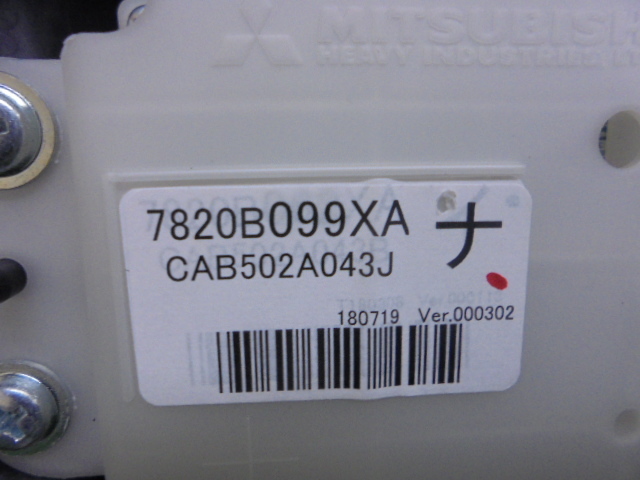 MITSUBISHI
HEAVY INDUSTRIES
7820B099XA
ナ
CAB502A043J
180719 Ver.000302